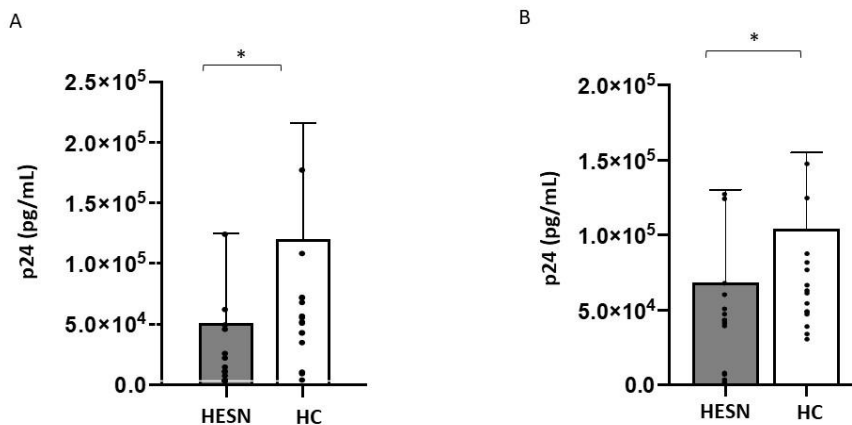 A
*
2.5×10⁵
2.0×10⁵
1.5×10⁵
1.0×10⁵
5.0×10⁴
0.0
p24 (pg/mL)
HESN HC
B
*
2.0×10⁵
1.5×10⁵
1.0×10⁵
5.0×10⁴
0.0
p24 (pg/mL)
HESN HC